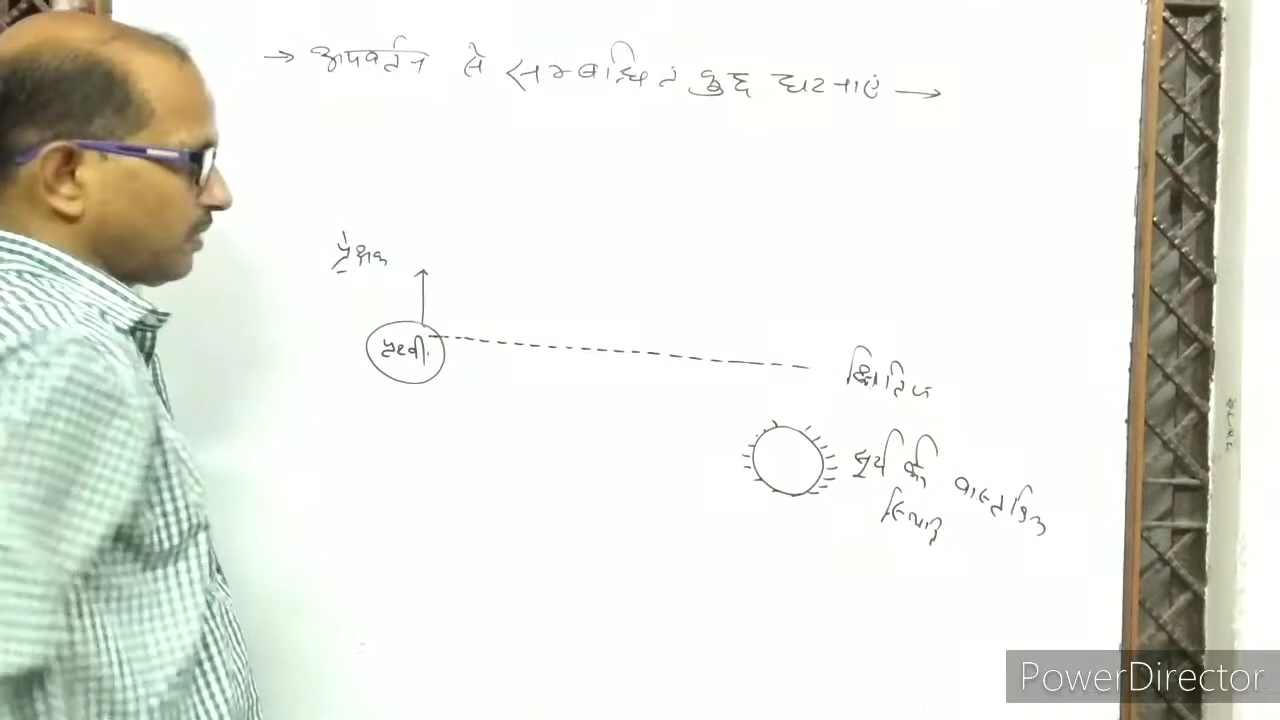 → अपवर्तन से सम्बन्धित कुछ घटनाएं →
प्रेक्षक
पृथ्वी
क्षितिज
सूर्य की वास्तविक
स्थिति
PowerDirector